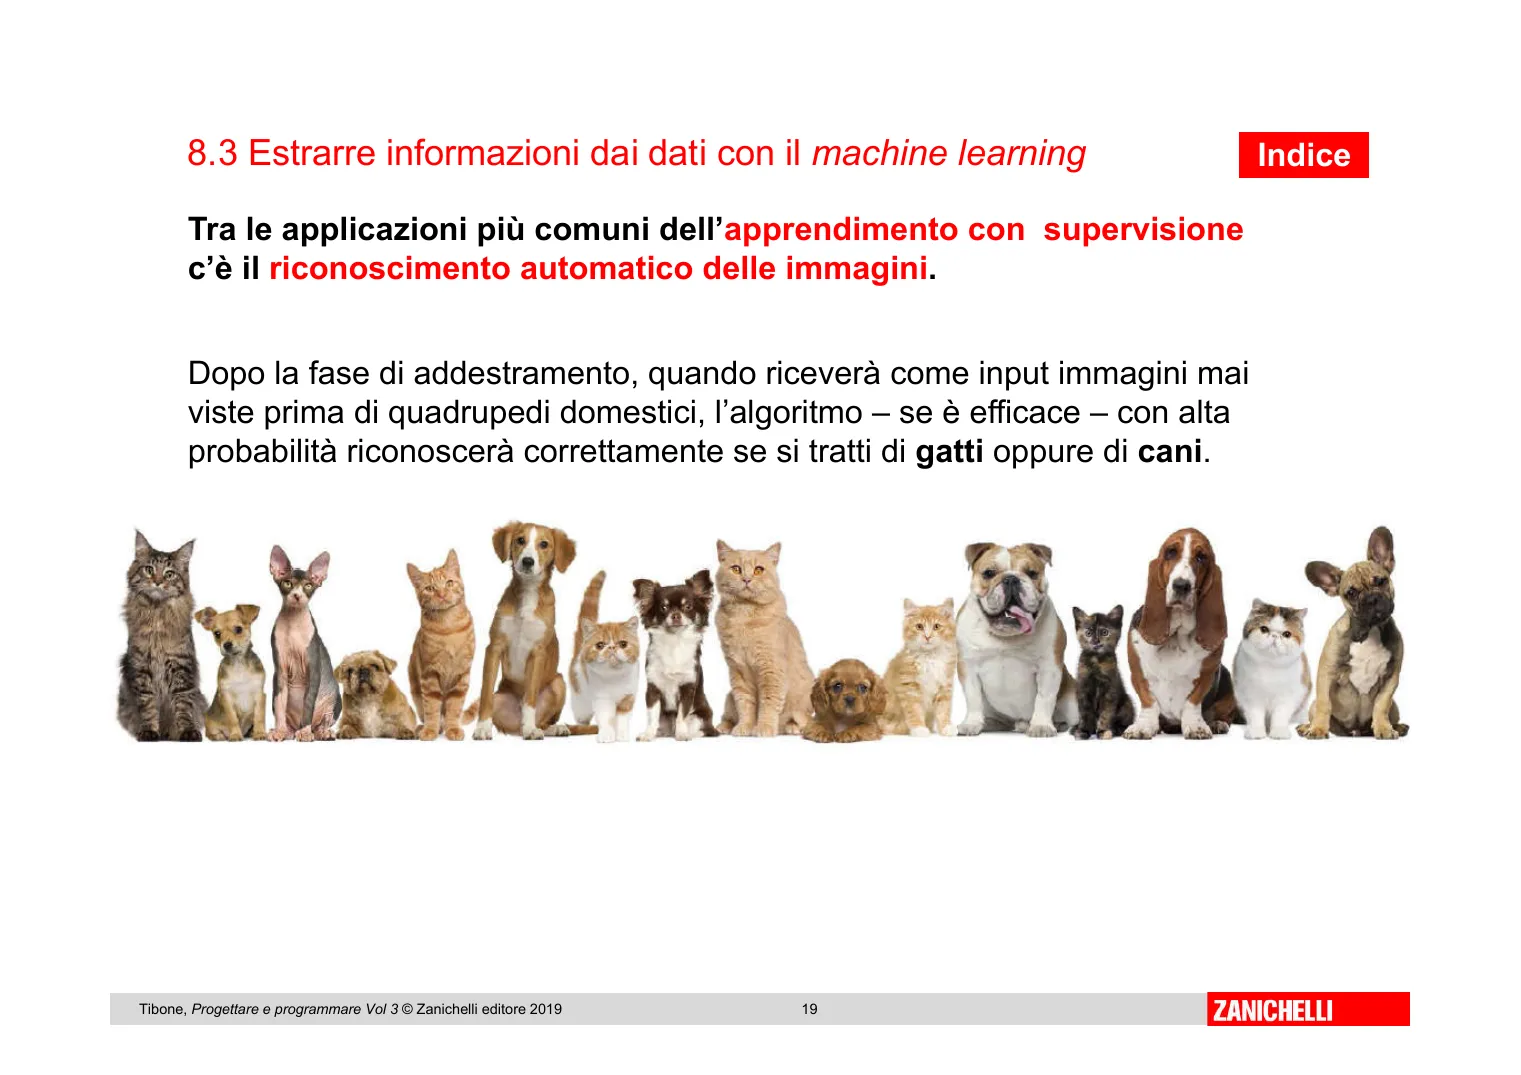 8.3 Estrarre informazioni dai dati con il machine learning
Indice
Tra le applicazioni più comuni dell’apprendimento con  supervisione
c’è il riconoscimento automatico delle immagini.
Dopo la fase di addestramento, quando riceverà come input immagini mai
viste prima di quadrupedi domestici, l’algoritmo – se è efficace – con alta
probabilità riconoscerà correttamente se si tratti di gatti oppure di cani.
Tibone, Progettare e programmare Vol 3 © Zanichelli editore 2019
19
ZANICHELLI